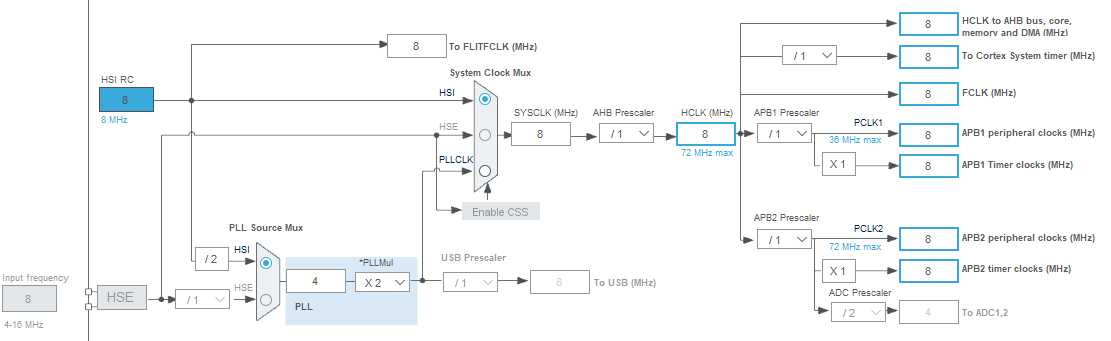 8
To FLITFCLK (MHz)
HSI RC
8
8 MHz
System Clock Mux
HSI
HSE
PLLCLK
Enable CSS
SYSCLK (MHz)
8
AHB Prescaler
/ 1
HCLK (MHz)
8
72 MHz max
8
HCLK to AHB bus, core,
memory and DMA (MHz)
/ 1
8
To Cortex System timer (MHz)
8
FCLK (MHz)
APB1 Prescaler
/ 1
PCLK1
36 MHz max
8
APB1 peripheral clocks (MHz)
X 1
8
APB1 Timer clocks (MHz)
APB2 Prescaler
/ 1
PCLK2
72 MHz max
8
APB2 peripheral clocks (MHz)
X 1
8
APB2 timer clocks (MHz)
ADC Prescaler
/ 2
4
To ADC1,2
PLL Source Mux
/ 2
HSI
HSE
/ 1
4
*PLLMul
X 2
PLL
USB Prescaler
/ 1
8
To USB (MHz)
Input frequency
8
4-16 MHz
HSE